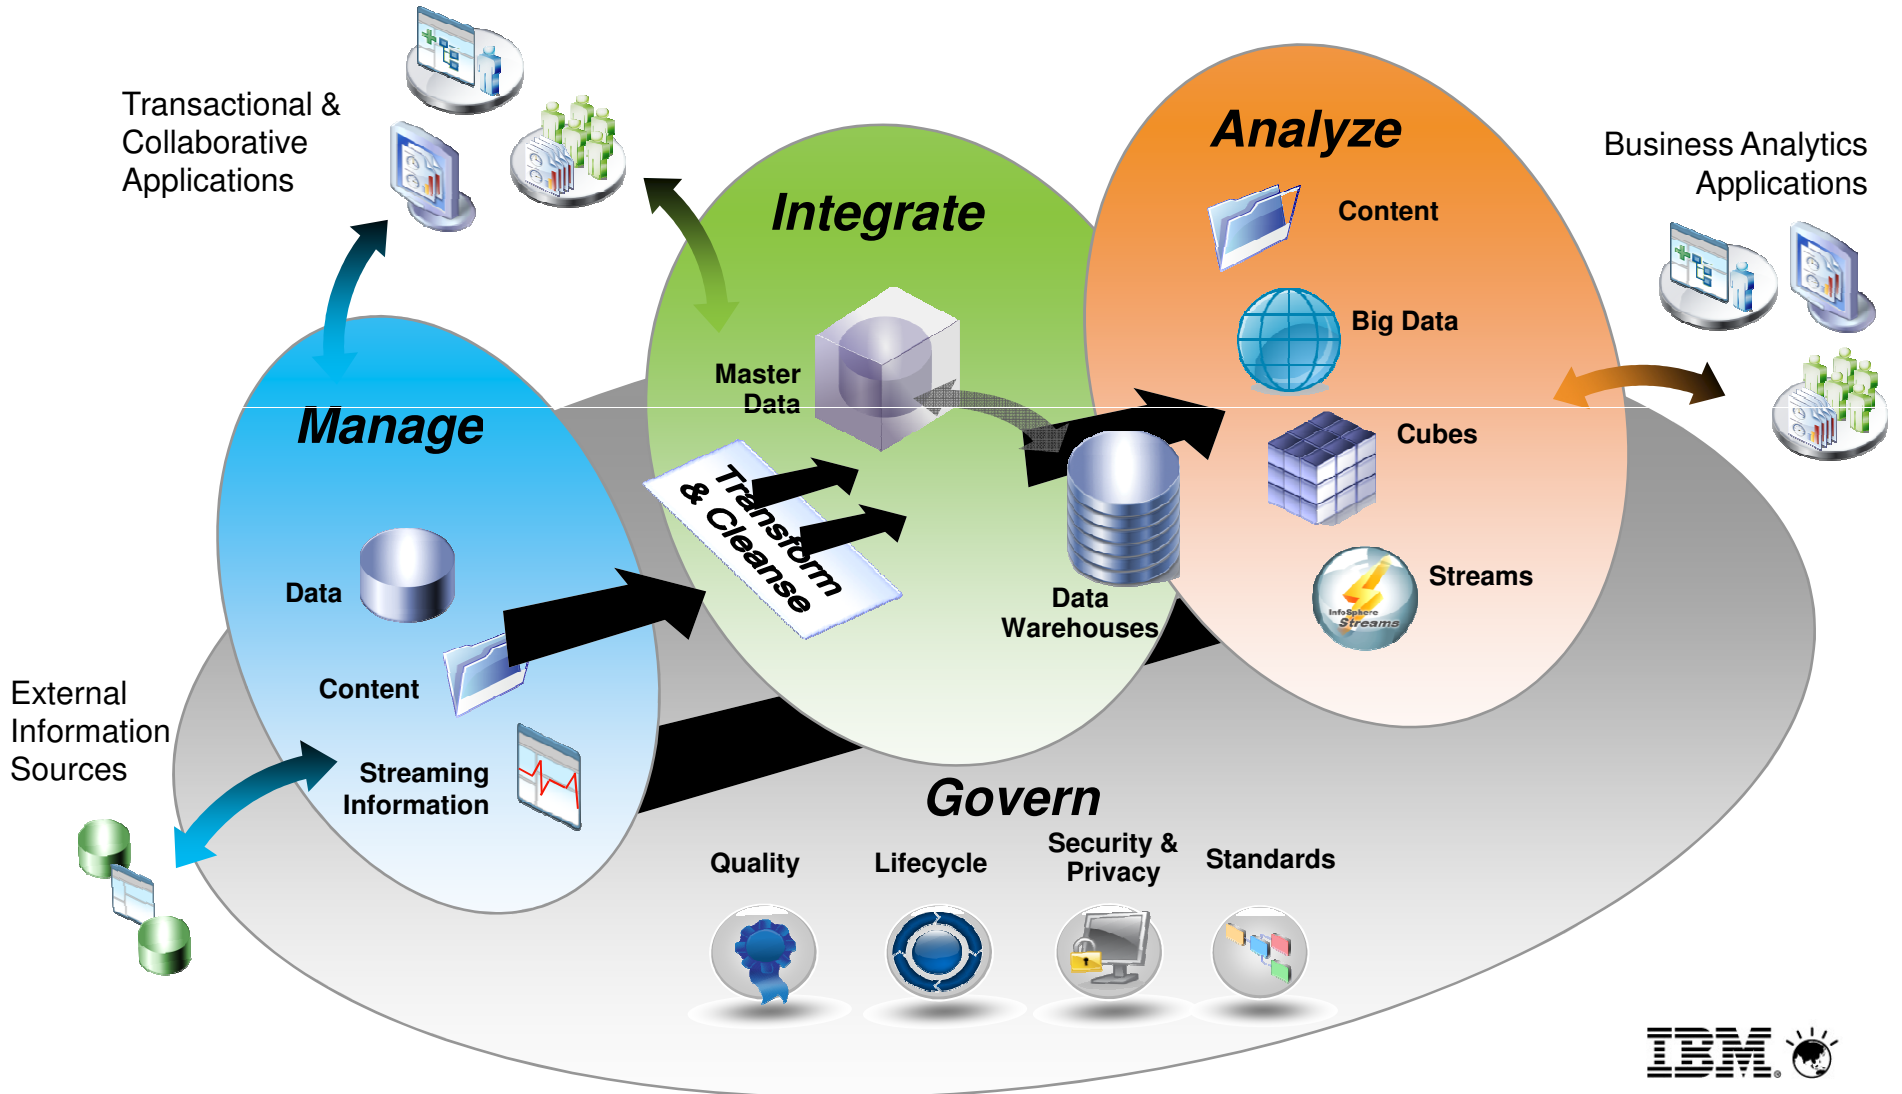 Transactional &
Collaborative
Applications
Manage
Data
Content
Streaming
Information
External
Information
Sources
Integrate
Master
Data
Transform
& Cleanse
Data
Warehouses
Analyze
Content
Big Data
Cubes
Streams
InfoSphere
Streams
Business Analytics
Applications
Govern
Quality
Lifecycle
Security &
Privacy
Standards
IBM®